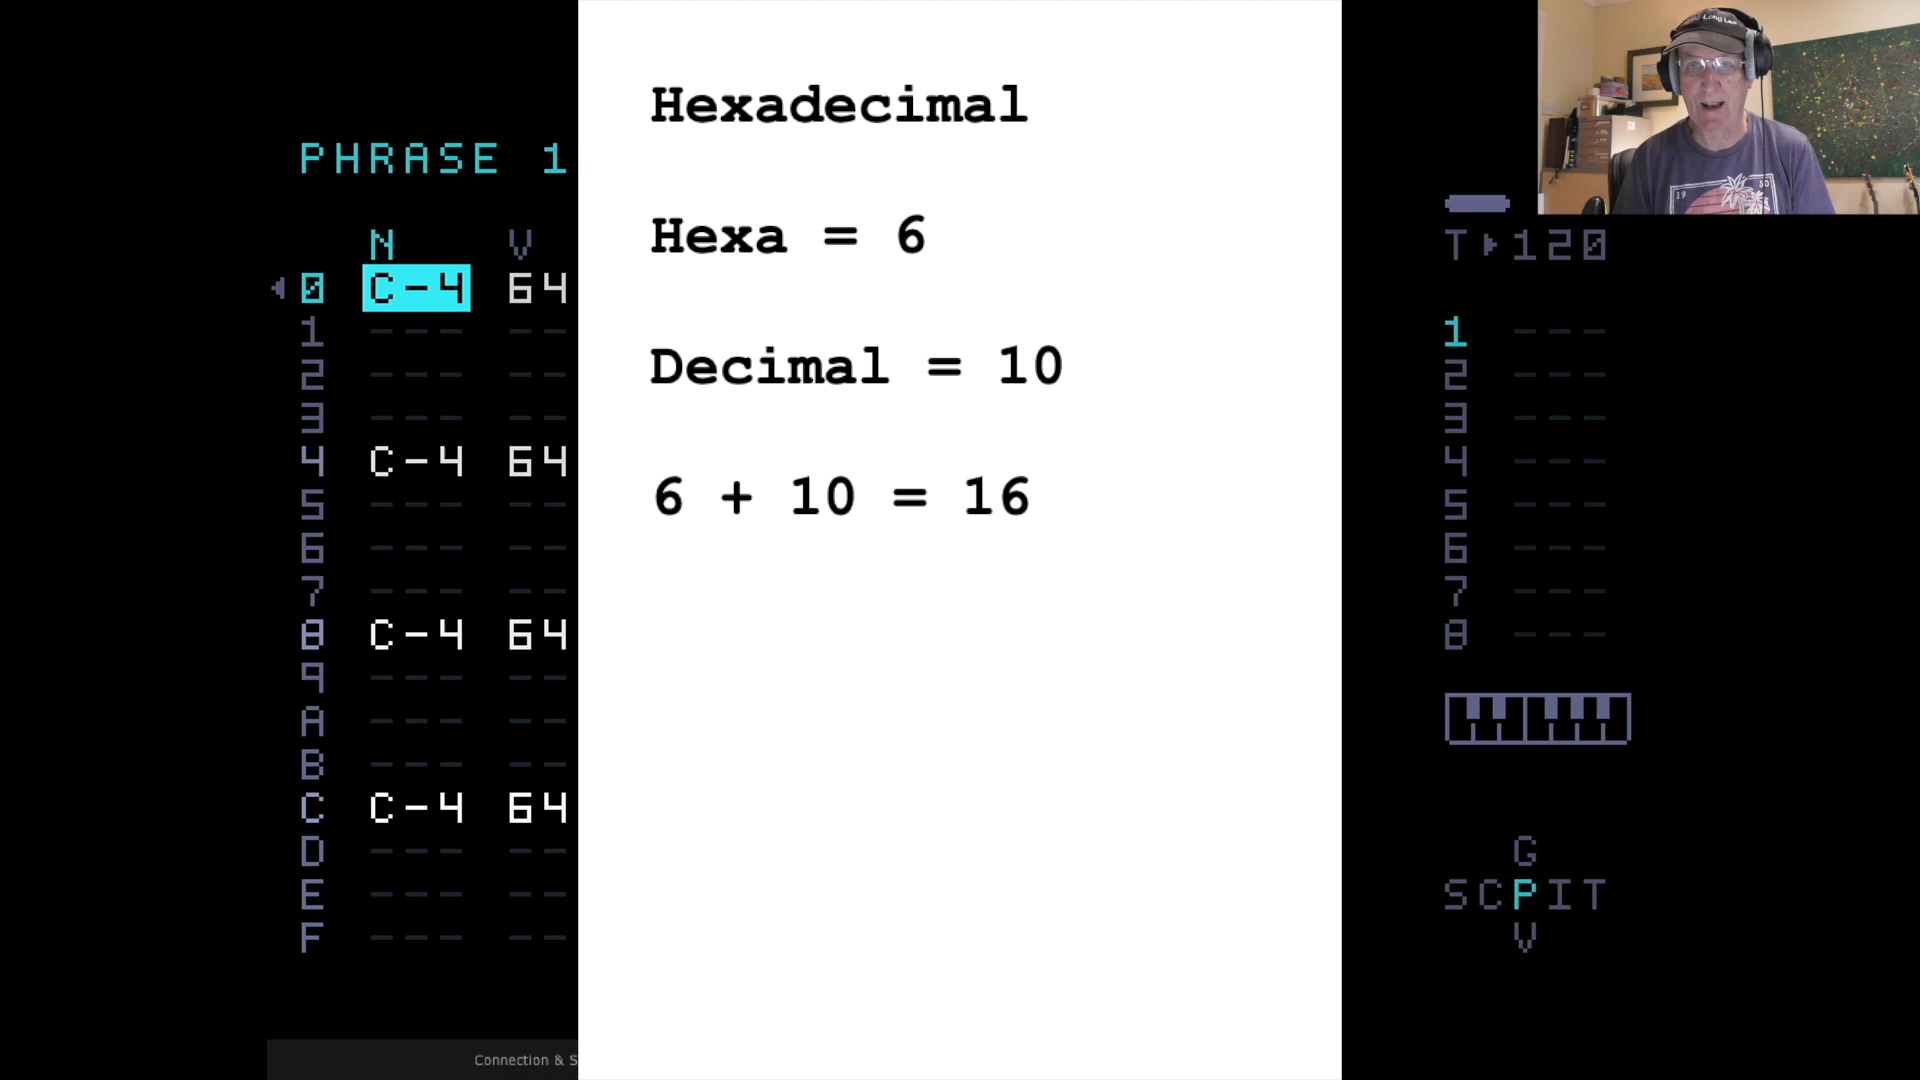 PHRASE 1
N V
0 C-4 64
1 --- --
2 --- --
3 --- --
4 C-4 64
5 --- --
6 --- --
7 --- --
8 C-4 64
9 --- --
A --- --
B --- --
C C-4 64
D --- --
E --- --
F --- --
Connection & S
Hexadecimal
Hexa = 6
Decimal = 10
6 + 10 = 16
19 50
T▸120
1 ---
2 ---
3 ---
4 ---
5 ---
6 ---
7 ---
8 ---
G
SCPIT
V